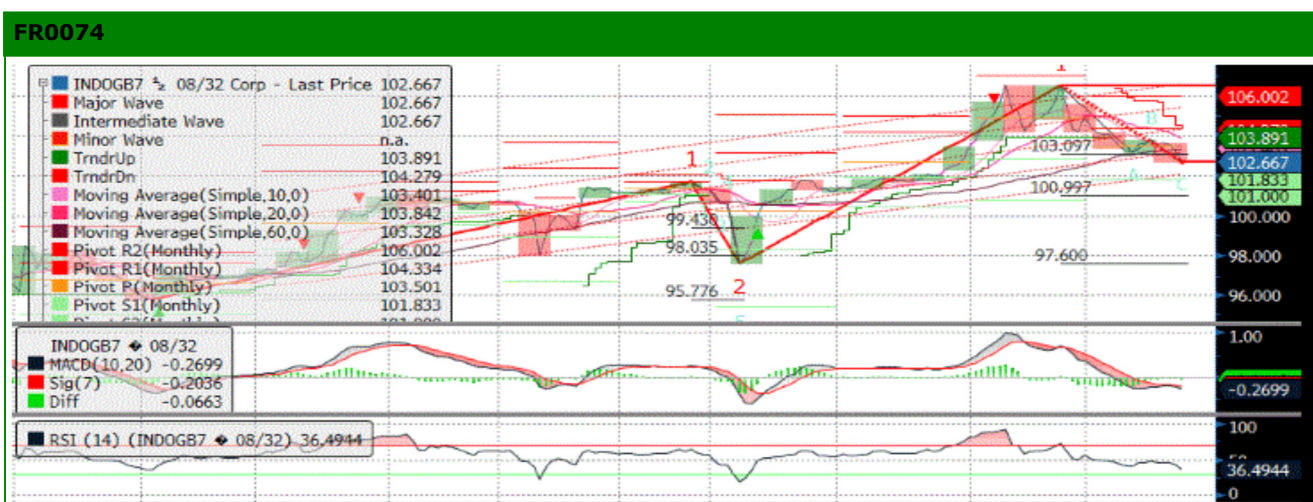 FR0074
INDOGB7 ½ 08/32 Corp - Last Price 102.667
Major Wave 102.667
Intermediate Wave 102.667
Minor Wave n.a.
TrndrUp 103.891
TrndrDn 104.279
Moving Average(Simple,10,0) 103.401
Moving Average(Simple,20,0) 103.842
Moving Average(Simple,60,0) 103.328
Pivot R2(Monthly) 106.002
Pivot R1(Monthly) 104.334
Pivot P(Monthly) 103.501
Pivot S1(Monthly) 101.833
1
2
1
99.430
98.035
95.776
103.097
100.997
97.600
B
A
C
106.002
103.891
102.667
101.833
101.000
100.000
98.000
96.000
INDOGB7 � 08/32
MACD(10,20) -0.2699
Sig(7) -0.2036
Diff -0.0663
1.00
-0.2699
RSI (14) (INDOGB7 � 08/32) 36.4944
100
36.4944
0